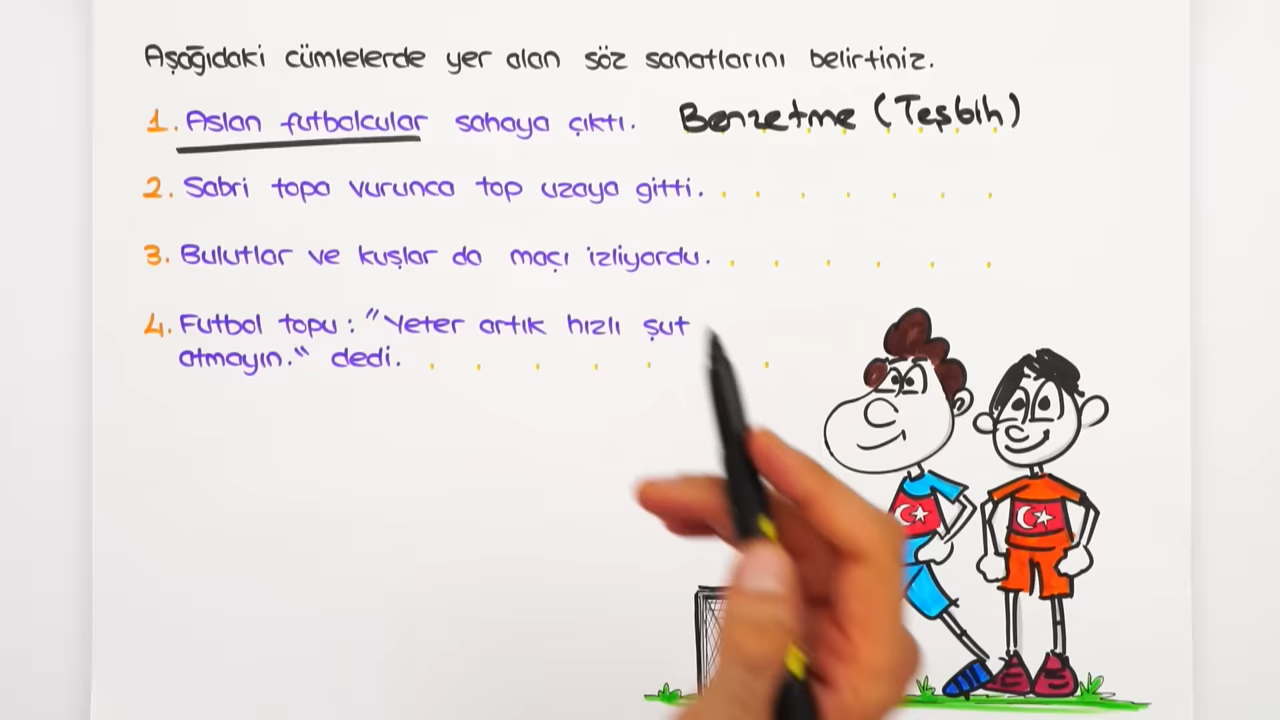 Aşağıdaki cümlelerde yer alan söz sanatlarını belirtiniz.
1. Aslan futbolcular sahaya çıktı. Benzetme (Teşbih)
2. Sabri topa vurunca top uzaya gitti. . . . . . .
3. Bulutlar ve kuşlar da maçı izliyordu. . . . . . .
4. Futbol topu : "Yeter artık hızlı şut
atmayın." dedi. . . . . . .